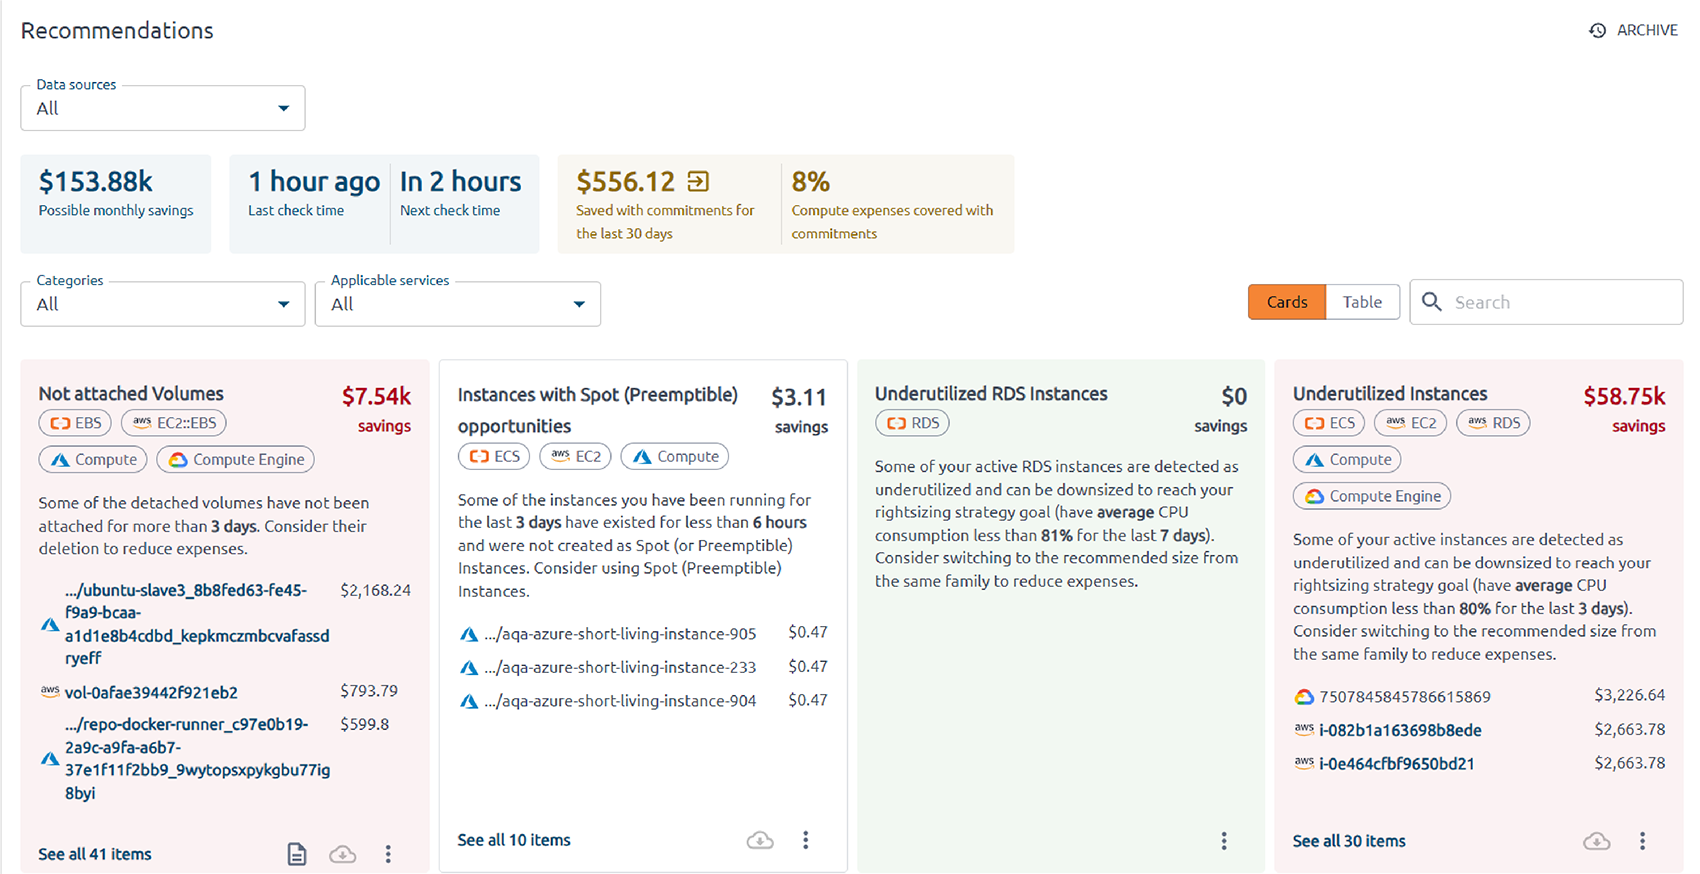 Recommendations
ARCHIVE
Data sources
All
$153.88k
Possible monthly savings
1 hour ago
Last check time
In 2 hours
Next check time
$556.12
Saved with commitments for
the last 30 days
8%
Compute expenses covered with
commitments
Categories
All
Applicable services
All
Cards
Table
Search
Not attached Volumes
$7.54k
savings
EBS
aws EC2::EBS
Compute
Compute Engine
Some of the detached volumes have not been
attached for more than 3 days. Consider their
deletion to reduce expenses.
.../ubuntu-slave3_8b8fed63-fe45-
f9a9-bcaa-
a1d1e8b4cdbd_kepkmczmbcvafassd
ryeff
$2,168.24
aws vol-0afae39442f921eb2
$793.79
.../repo-docker-runner_c97e0b19-
2a9c-a9fa-a6b7-
37e1f11f2bb9_9wytopsxpykgbu77ig
8byi
$599.8
See all 41 items
Instances with Spot (Preemptible)
opportunities
$3.11
savings
ECS
aws EC2
Compute
Some of the instances you have been running for
the last 3 days have existed for less than 6 hours
and were not created as Spot (or Preemptible)
Instances. Consider using Spot (Preemptible)
Instances.
.../aqa-azure-short-living-instance-905
$0.47
.../aqa-azure-short-living-instance-233
$0.47
.../aqa-azure-short-living-instance-904
$0.47
See all 10 items
Underutilized RDS Instances
$0
savings
RDS
Some of your active RDS instances are detected as
underutilized and can be downsized to reach your
rightsizing strategy goal (have average CPU
consumption less than 81% for the last 7 days).
Consider switching to the recommended size from
the same family to reduce expenses.
Underutilized Instances
$58.75k
savings
ECS
aws EC2
aws RDS
Compute
Compute Engine
Some of your active instances are detected as
underutilized and can be downsized to reach your
rightsizing strategy goal (have average CPU
consumption less than 80% for the last 3 days).
Consider switching to the recommended size from
the same family to reduce expenses.
7507845845786615869
$3,226.64
aws i-082b1a163698b8ede
$2,663.78
aws i-0e464cfbf9650bd21
$2,663.78
See all 30 items